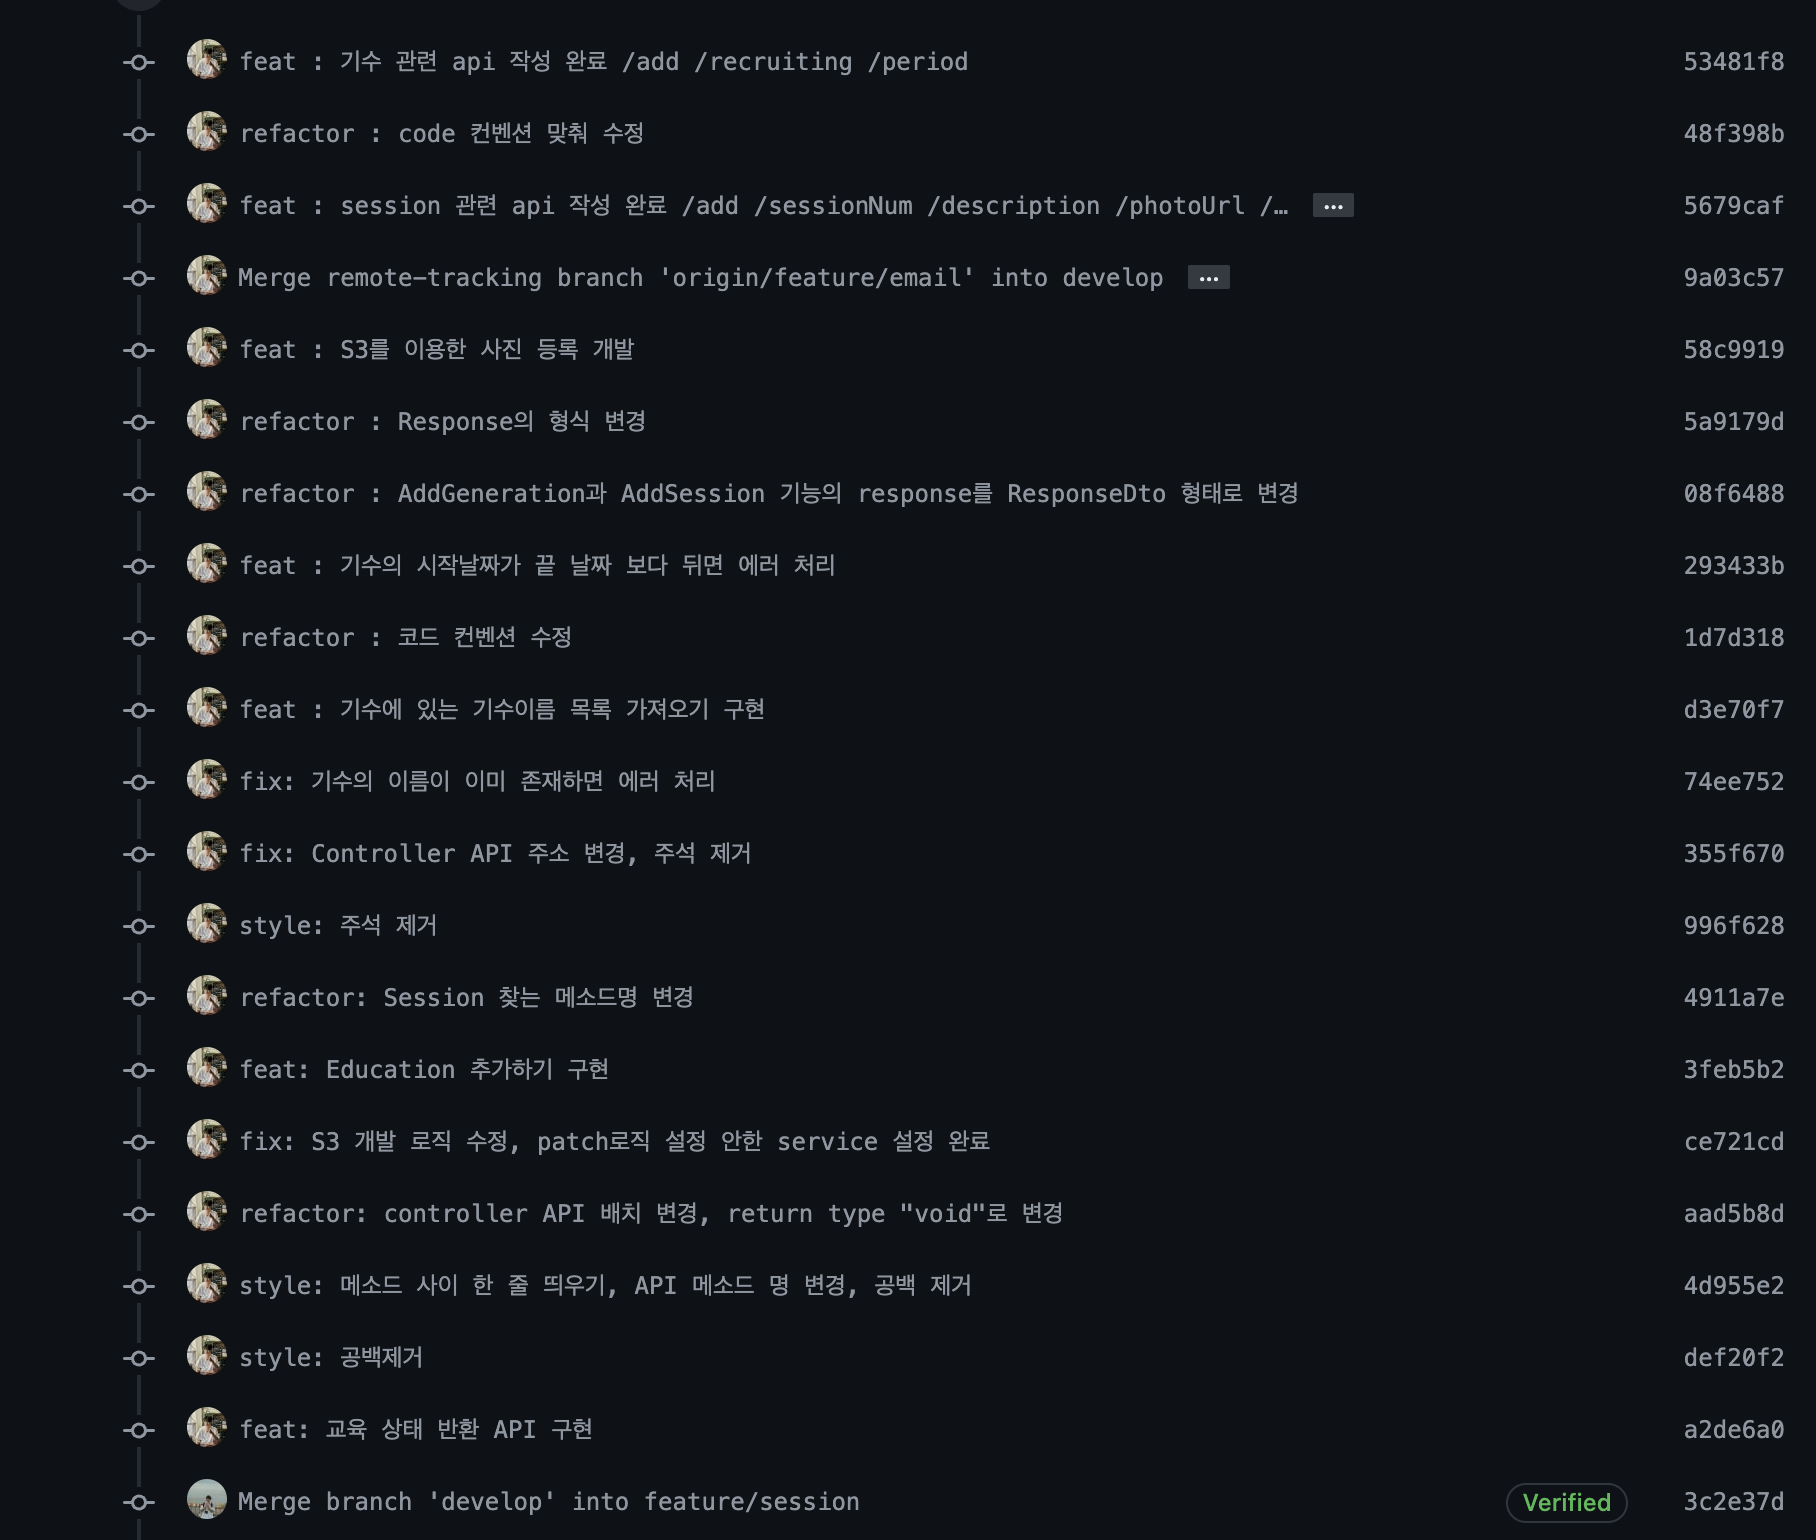 feat : 기수 관련 api 작성 완료 /add /recruiting /period 53481f8
refactor : code 컨벤션 맞춰 수정 48f398b
feat : session 관련 api 작성 완료 /add /sessionNum /description /photoUrl /… ... 5679caf
Merge remote-tracking branch 'origin/feature/email' into develop ... 9a03c57
feat : S3를 이용한 사진 등록 개발 58c9919
refactor : Response의 형식 변경 5a9179d
refactor : AddGeneration과 AddSession 기능의 response를 ResponseDto 형태로 변경 08f6488
feat : 기수의 시작날짜가 끝 날짜 보다 뒤면 에러 처리 293433b
refactor : 코드 컨벤션 수정 1d7d318
feat : 기수에 있는 기수이름 목록 가져오기 구현 d3e70f7
fix: 기수의 이름이 이미 존재하면 에러 처리 74ee752
fix: Controller API 주소 변경, 주석 제거 355f670
style: 주석 제거 996f628
refactor: Session 찾는 메소드명 변경 4911a7e
feat: Education 추가하기 구현 3feb5b2
fix: S3 개발 로직 수정, patch로직 설정 안한 service 설정 완료 ce721cd
refactor: controller API 배치 변경, return type "void"로 변경 aad5b8d
style: 메소드 사이 한 줄 띄우기, API 메소드 명 변경, 공백 제거 4d955e2
style: 공백제거 def20f2
feat: 교육 상태 반환 API 구현 a2de6a0
Merge branch 'develop' into feature/session Verified 3c2e37d